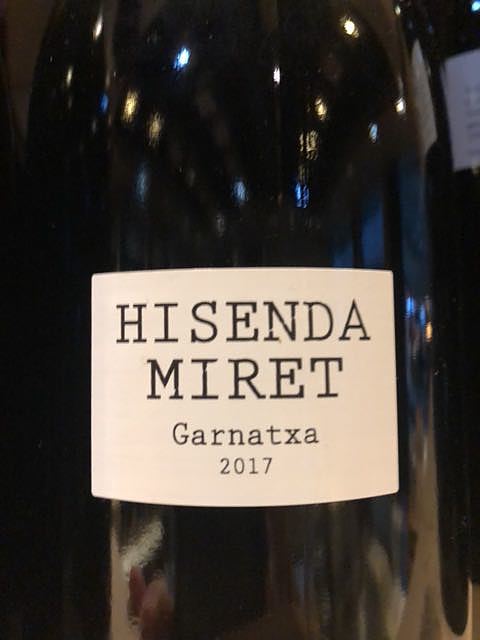 HISENDA
MIRET
Garnatxa
2017